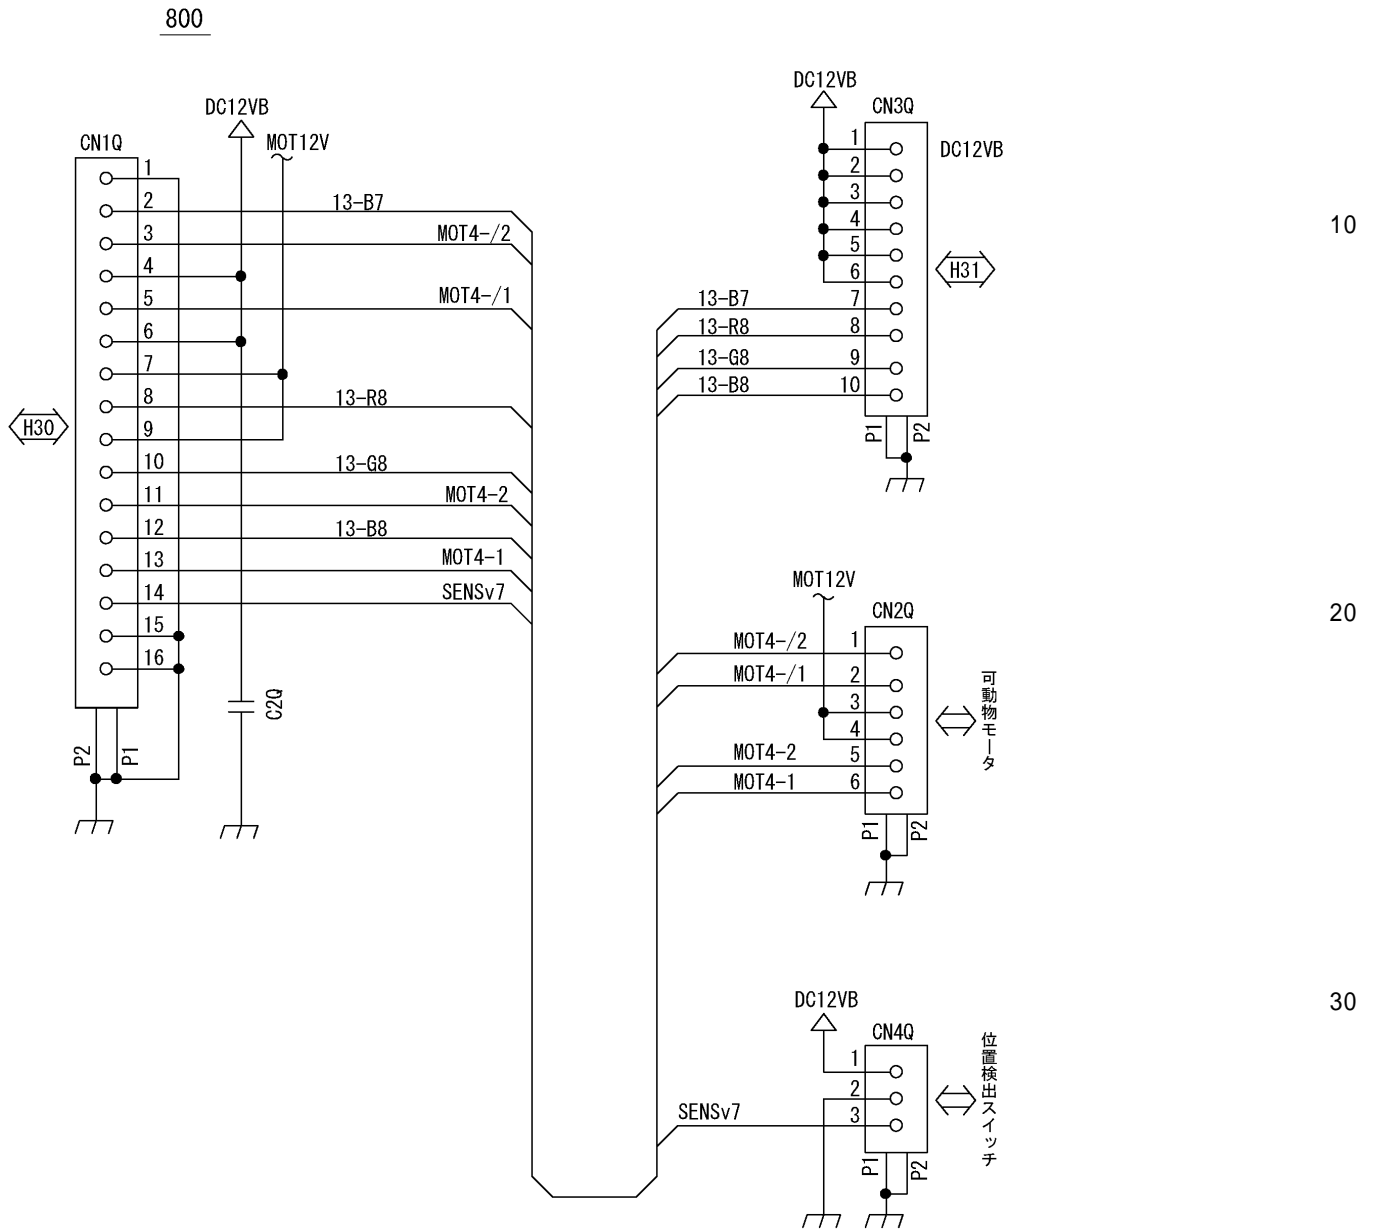 800
CN1Q
DC12VB
MOT12V
1
2
3
4
5
6
7
8
9
10
11
12
13
14
15
16
13-B7
MOT4-/2
MOT4-/1
13-R8
13-G8
MOT4-2
13-B8
MOT4-1
SENSv7
H30
P2
P1
C2Q
DC12VB
CN3Q
DC12VB
1
2
3
4
5
6
7
8
9
10
13-B7
13-R8
13-G8
13-B8
H31
P1
P2
MOT12V
CN2Q
1
2
3
4
5
6
MOT4-/2
MOT4-/1
MOT4-2
MOT4-1
可動物モータ
P1
P2
DC12VB
CN4Q
1
2
3
SENSv7
位置検出スイッチ
P1
P2
10
20
30